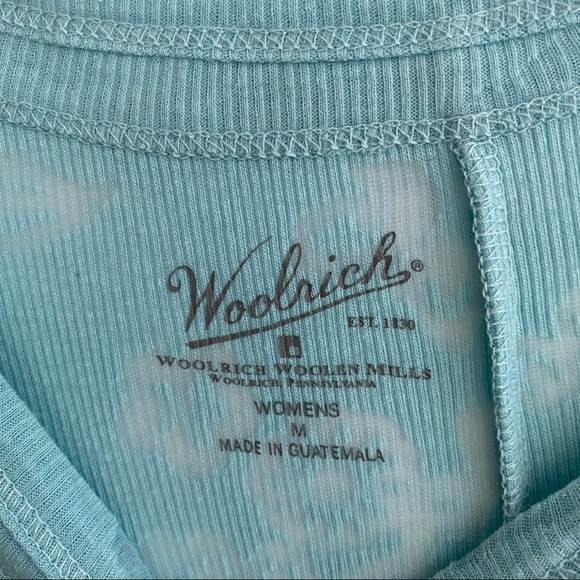 Woolrich®
EST. 1830
WOOLRICH WOOLEN MILLS
WOOLRICH, PENNSYLVANIA
WOMENS
M
MADE IN GUATEMALA